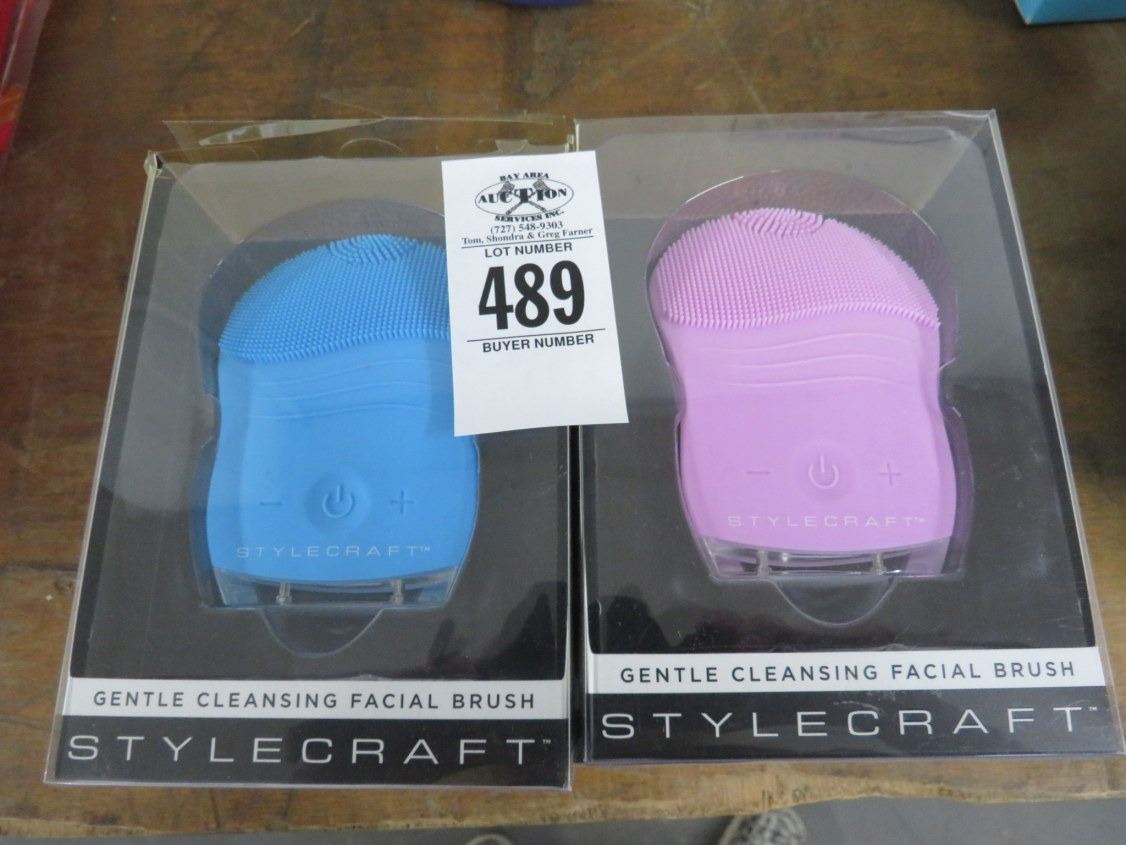 BAY AREA
AUCTION
SERVICES INC.
(727) 548-9303
Tom, Shondra & Greg Farner
LOT NUMBER
489
BUYER NUMBER
− +
STYLECRAFT™
GENTLE CLEANSING FACIAL BRUSH
STYLECRAFT™
− +
STYLECRAFT™
GENTLE CLEANSING FACIAL BRUSH
STYLECRAFT™